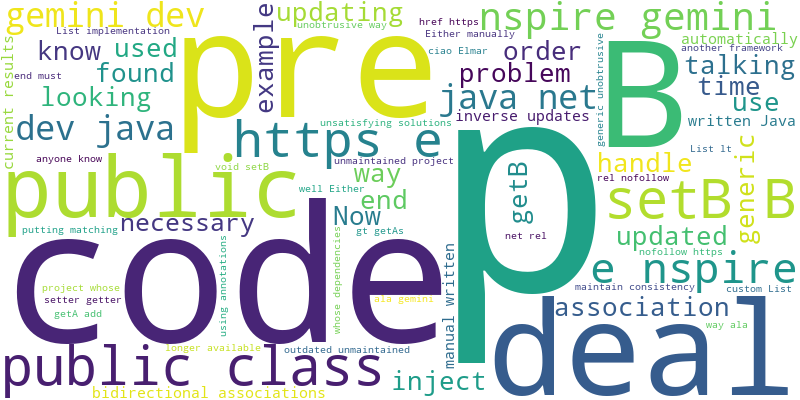 gemini dev
List implementation
know
used
end must
current results
found
looking
dev java
anyone know
pre
example
updating
unobtrusive way
href https
Either manually
ciao Elmar
nspire gemini
order
problem
java net
inverse updates
unsatisfying solutions
generic unobtrusive
B
automatically
another framework
talking
time
use
written Java
List lt
https e
void setB
unmaintained project
public
way
end
well Either
Now
gt getAs
p
getB
net rel
handle
rel nofollow
generic
setB B
updated
nofollow https
necessary
putting matching
code
using annotations
whose dependencies
manual written
e nspire
maintain consistency
custom List
project whose
setter getter
getA add
ala gemini
association
way ala
deal
public class
longer available
outdated unmaintained
inject
bidirectional associations